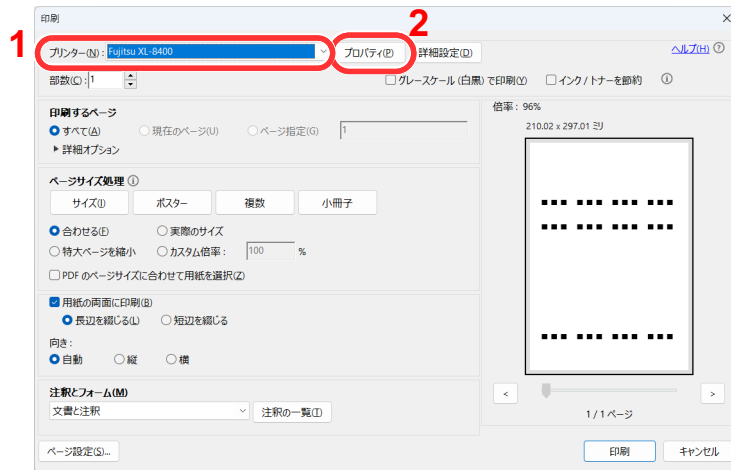 印刷
1
2
プリンター(N): Fujitsu XL-8400 プロパティ(P) 詳細設定(D) ヘルプ(H)
部数(C): 1 グレースケール (白黒) で印刷(Y) インク / トナーを節約
印刷するページ
すべて(A) 現在のページ(U) ページ指定(G) 1
詳細オプション
ページサイズ処理
サイズ(I) ポスター 複数 小冊子
合わせる(F) 実際のサイズ
特大ページを縮小 カスタム倍率: 100 %
PDF のページサイズに合わせて用紙を選択(Z)
用紙の両面に印刷(B)
長辺を綴じる(L) 短辺を綴じる
向き:
自動 縦 横
注釈とフォーム(M)
文書と注釈 注釈の一覧(T)
倍率: 96%
210.02 x 297.01 ミリ
< >
1 / 1 ページ
ページ設定(S)... 印刷 キャンセル